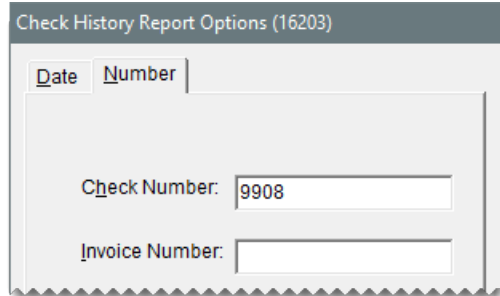 Check History Report Options (16203)
Date Number
Check Number: 9908
Invoice Number: